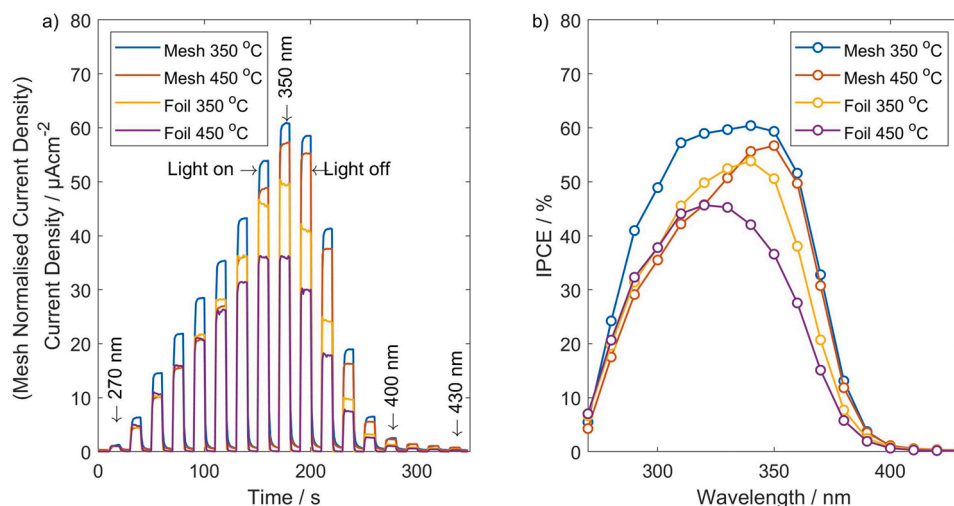 a)
(Mesh Normalised Current Density)
Current Density / µAcm-2
80
70
60
50
40
30
20
10
0
Mesh 350 °C
Mesh 450 °C
Foil 350 °C
Foil 450 °C
← 270 nm
Light on →
← 350 nm
← Light off
← 400 nm
← 430 nm
0
100
200
300
Time / s
b)
IPCE / %
80
70
60
50
40
30
20
10
0
Mesh 350 °C
Mesh 450 °C
Foil 350 °C
Foil 450 °C
300
350
400
Wavelength / nm